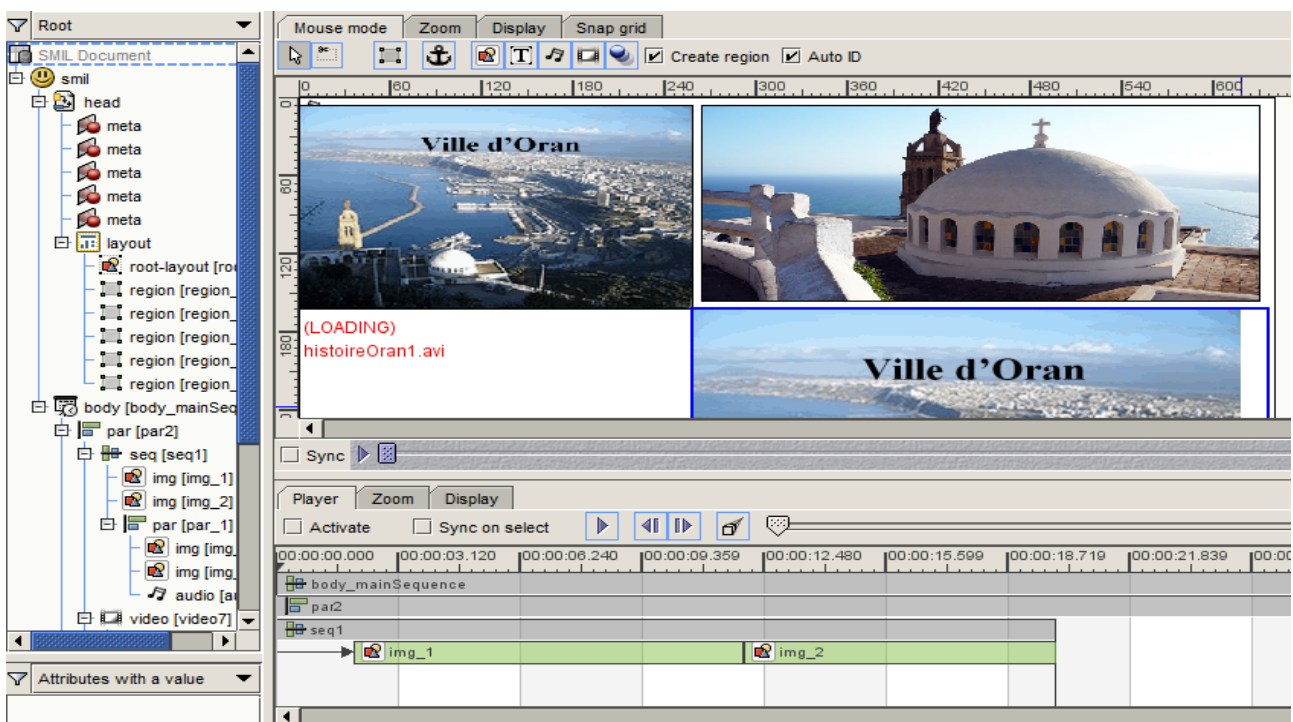 Root
SMIL Document
smil
head
meta
meta
meta
meta
meta
layout
root-layout [ro
region [region_
region [region_
region [region_
region [region_
region [region_
body [body_mainSeq
par [par2]
seq [seq1]
img [img_1]
img [img_2]
par [par_1]
img [img_
img [img_
audio [a
video [video7]
Attributes with a value
Mouse mode Zoom Display Snap grid
T Create region Auto ID
0 60 120 180 240 300 360 420 480 540 600
0
60
120
180
Ville d'Oran
(LOADING)
histoireOran1.avi
Ville d'Oran
Sync
Player Zoom Display
Activate Sync on select
00:00:00.000 00:00:03.120 00:00:06.240 00:00:09.359 00:00:12.480 00:00:15.599 00:00:18.719 00:00:21.839 00:00
body_mainSequence
par2
seq1
img_1 img_2